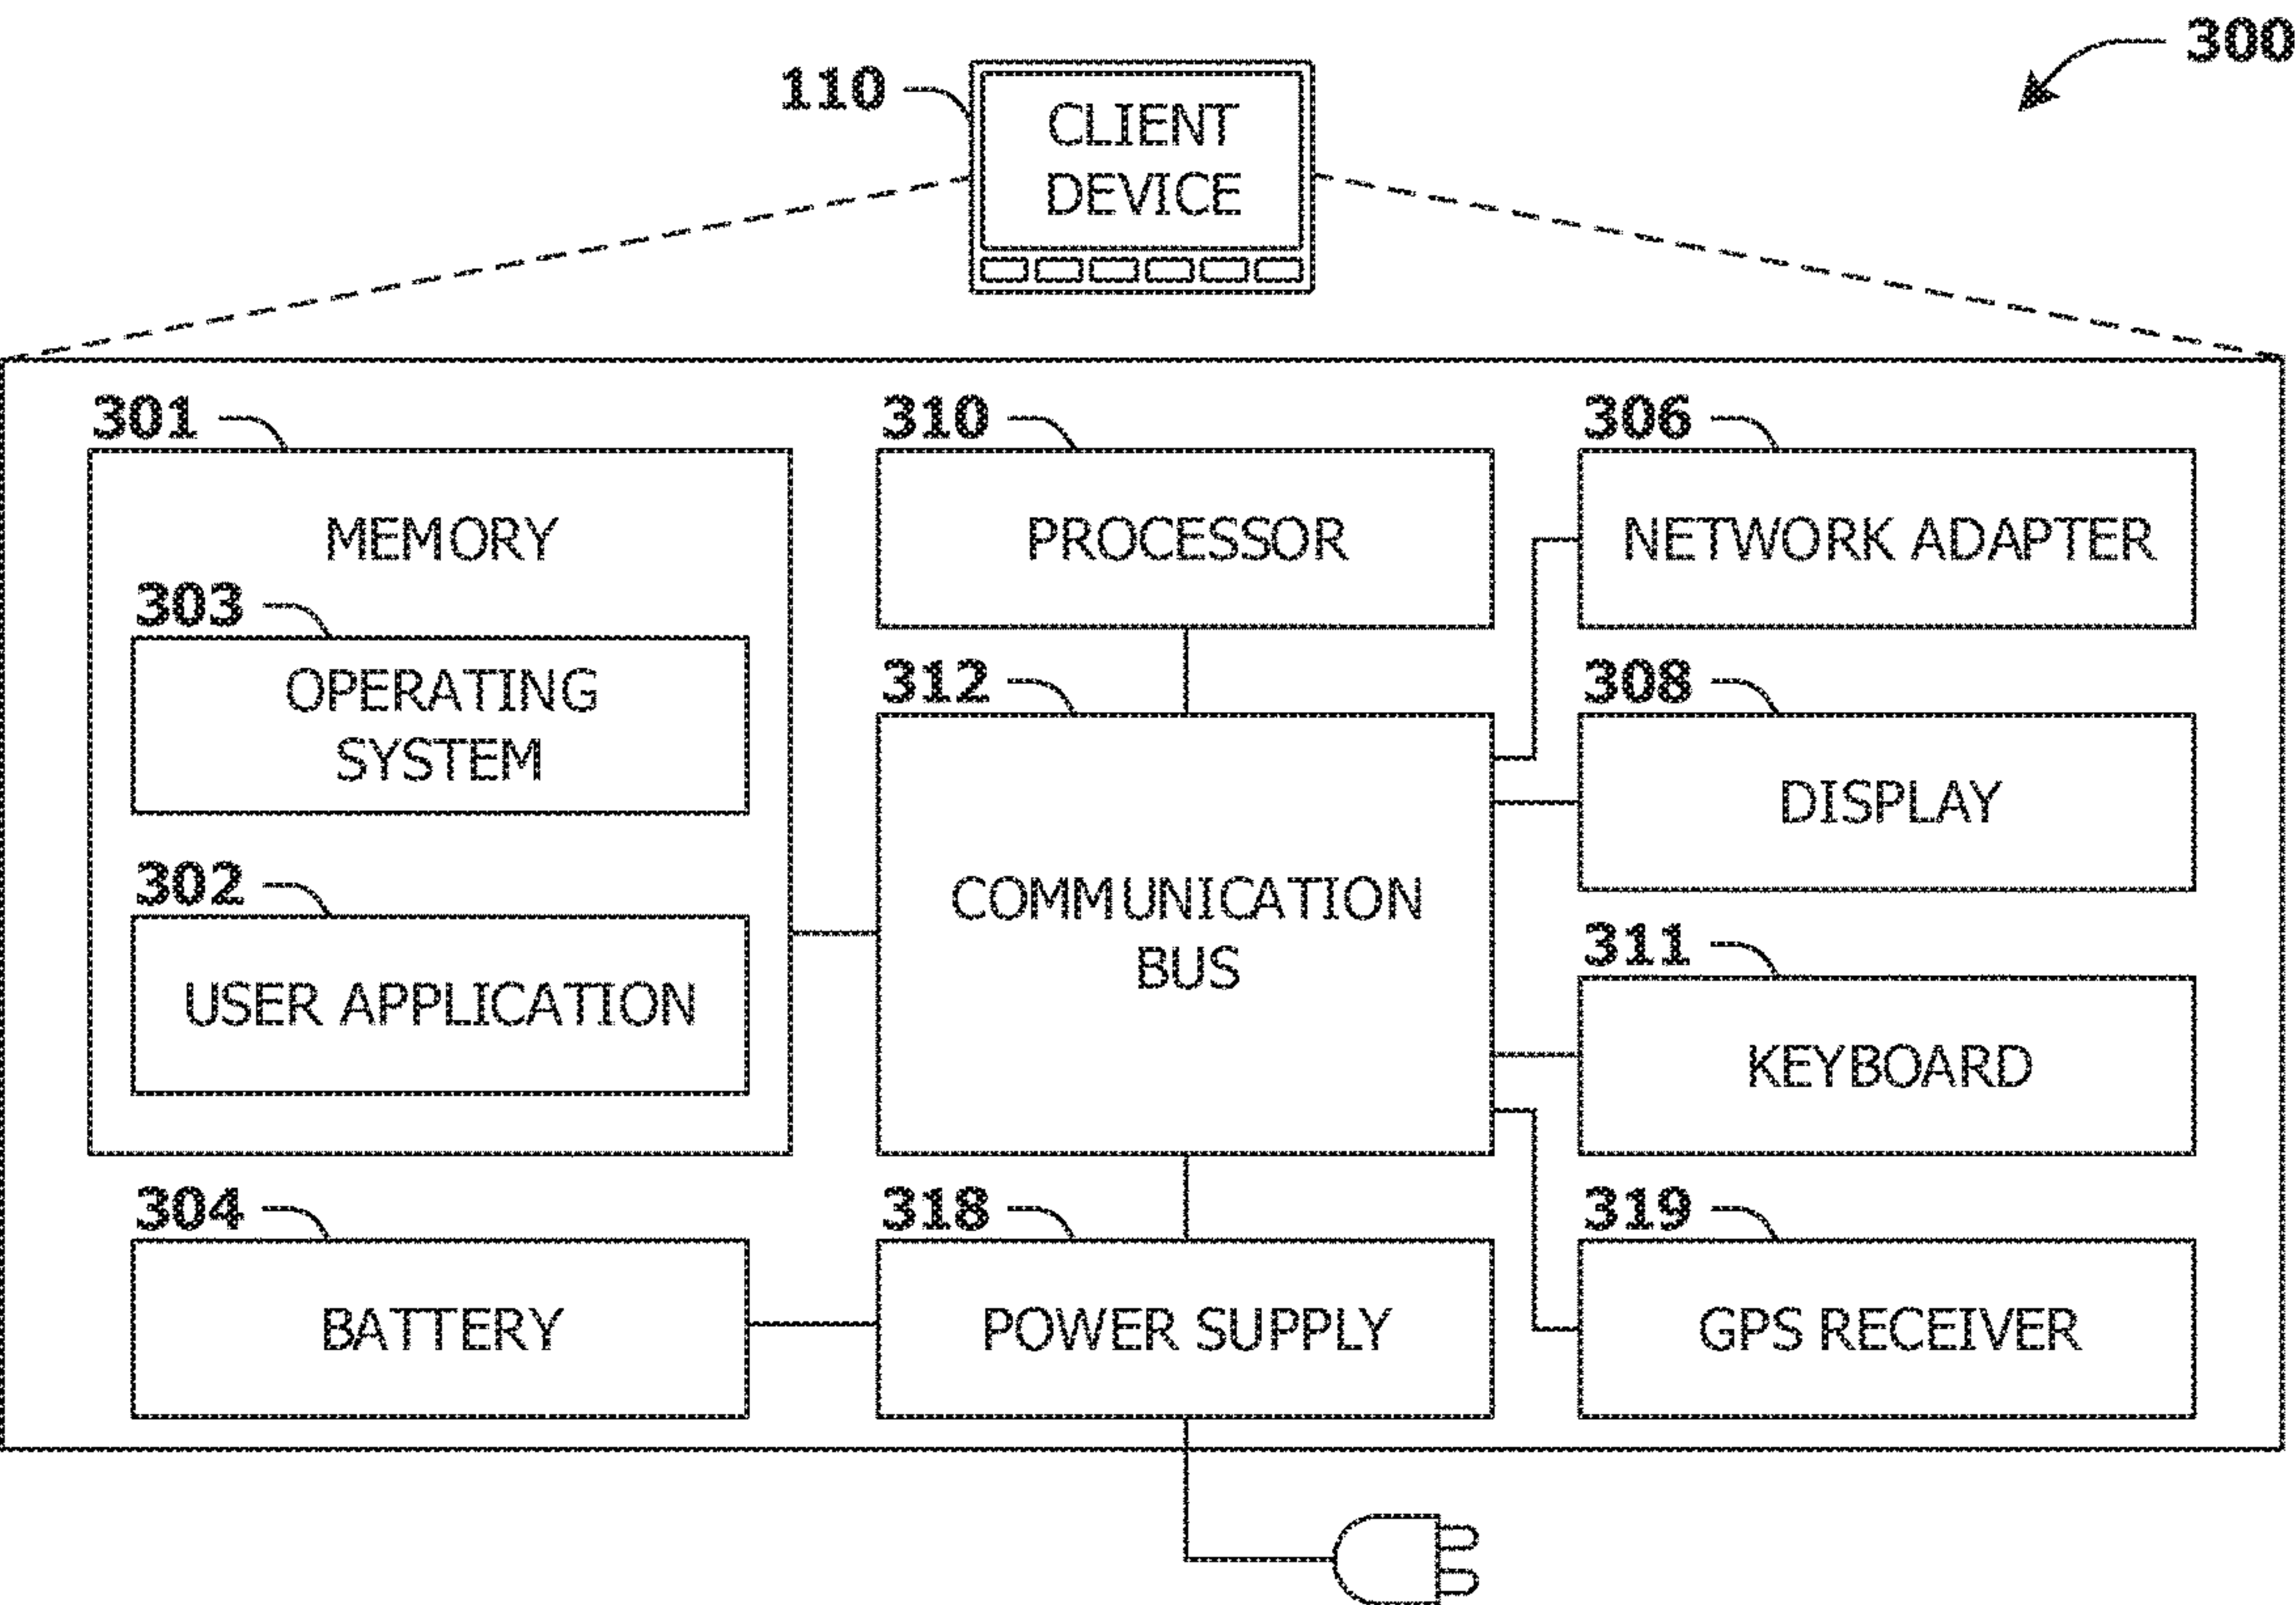 300
110
CLIENT
DEVICE
301
310
306
MEMORY
PROCESSOR
NETWORK ADAPTER
303
OPERATING
SYSTEM
312
308
DISPLAY
302
USER APPLICATION
COMMUNICATION
BUS
311
KEYBOARD
304
318
319
BATTERY
POWER SUPPLY
GPS RECEIVER